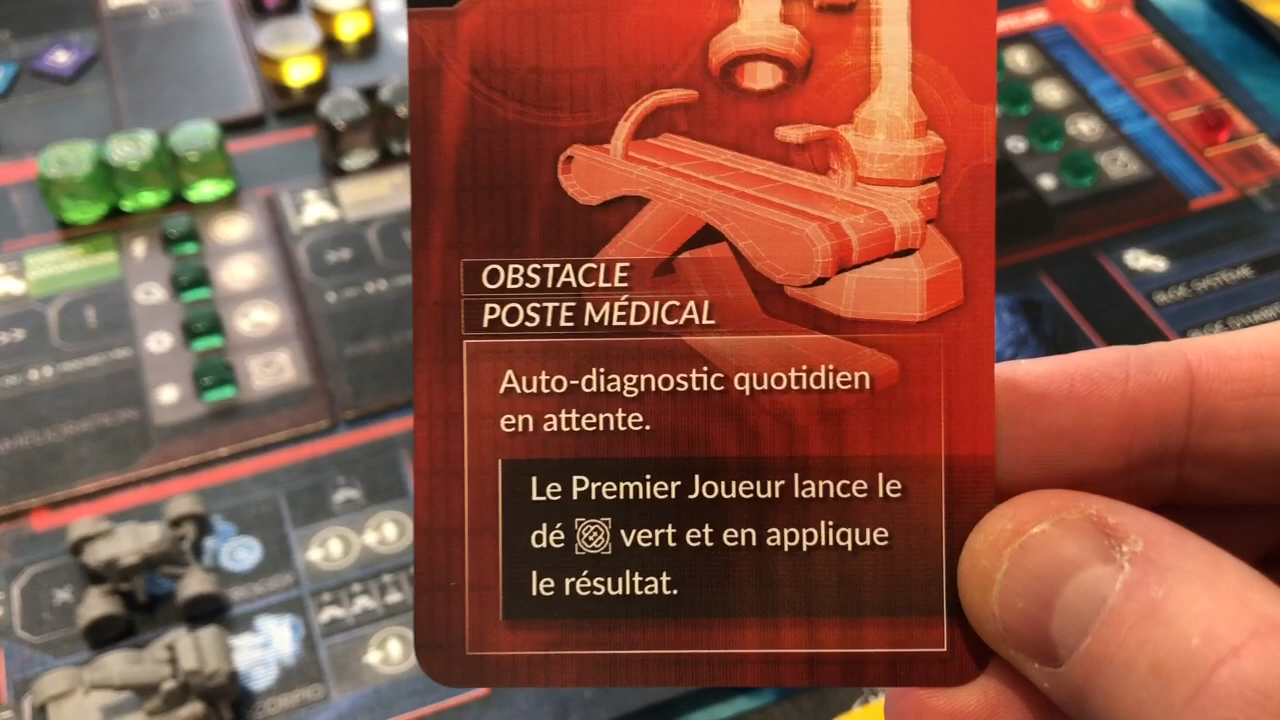 OBSTACLE
POSTE MÉDICAL
Auto-diagnostic quotidien
en attente.
Le Premier Joueur lance le
dé vert et en applique
le résultat.